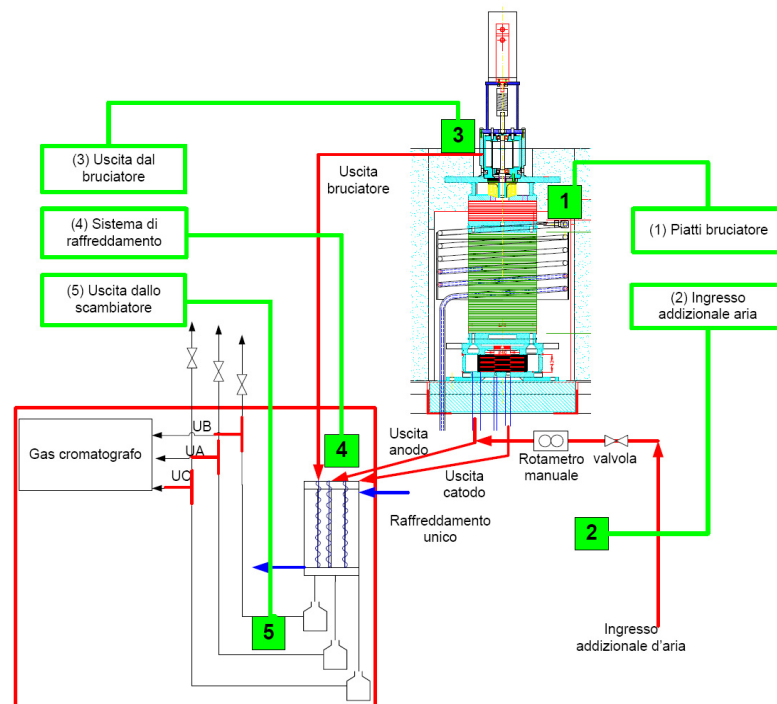 3
(3) Uscita dal
bruciatore
Uscita
bruciatore
1
(4) Sistema di
raffreddamento
(1) Piatti bruciatore
(5) Uscita dallo
scambiatore
(2) Ingresso
addizionale aria
UB
Gas cromatografo
UA
UC
4
Uscita
anodo
Uscita
catodo
Rotametro
manuale
valvola
Raffreddamento
unico
2
5
Ingresso
addizionale d'aria